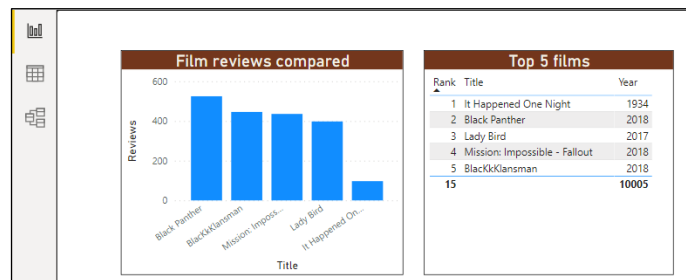 Film reviews compared
600
400
200
0
Reviews
Black Panther
BlacKkKlansman
Mission: Imposs...
Lady Bird
It Happened On...
Title
Top 5 films
Rank Title Year
1 It Happened One Night 1934
2 Black Panther 2018
3 Lady Bird 2017
4 Mission: Impossible - Fallout 2018
5 BlacKkKlansman 2018
15 10005